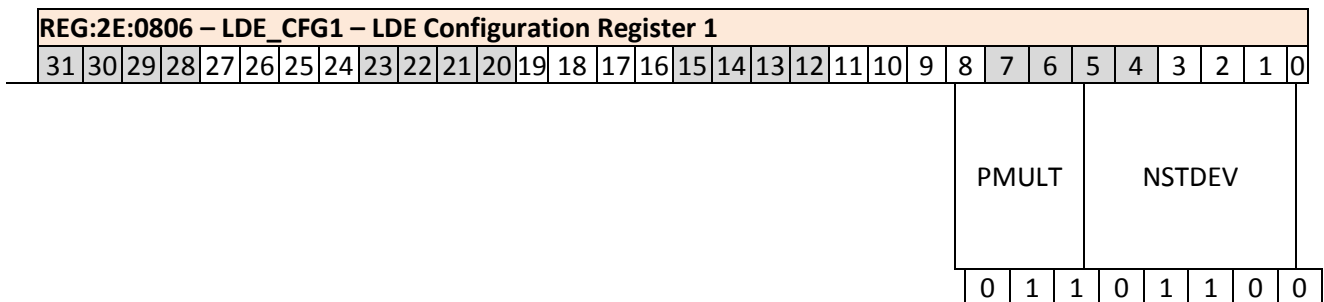 REG:2E:0806 – LDE_CFG1 – LDE Configuration Register 1
31 30 29 28 27 26 25 24 23 22 21 20 19 18 17 16 15 14 13 12 11 10 9 8 7 6 5 4 3 2 1 0
PMULT NSTDEV
0 1 1 0 1 1 0 0